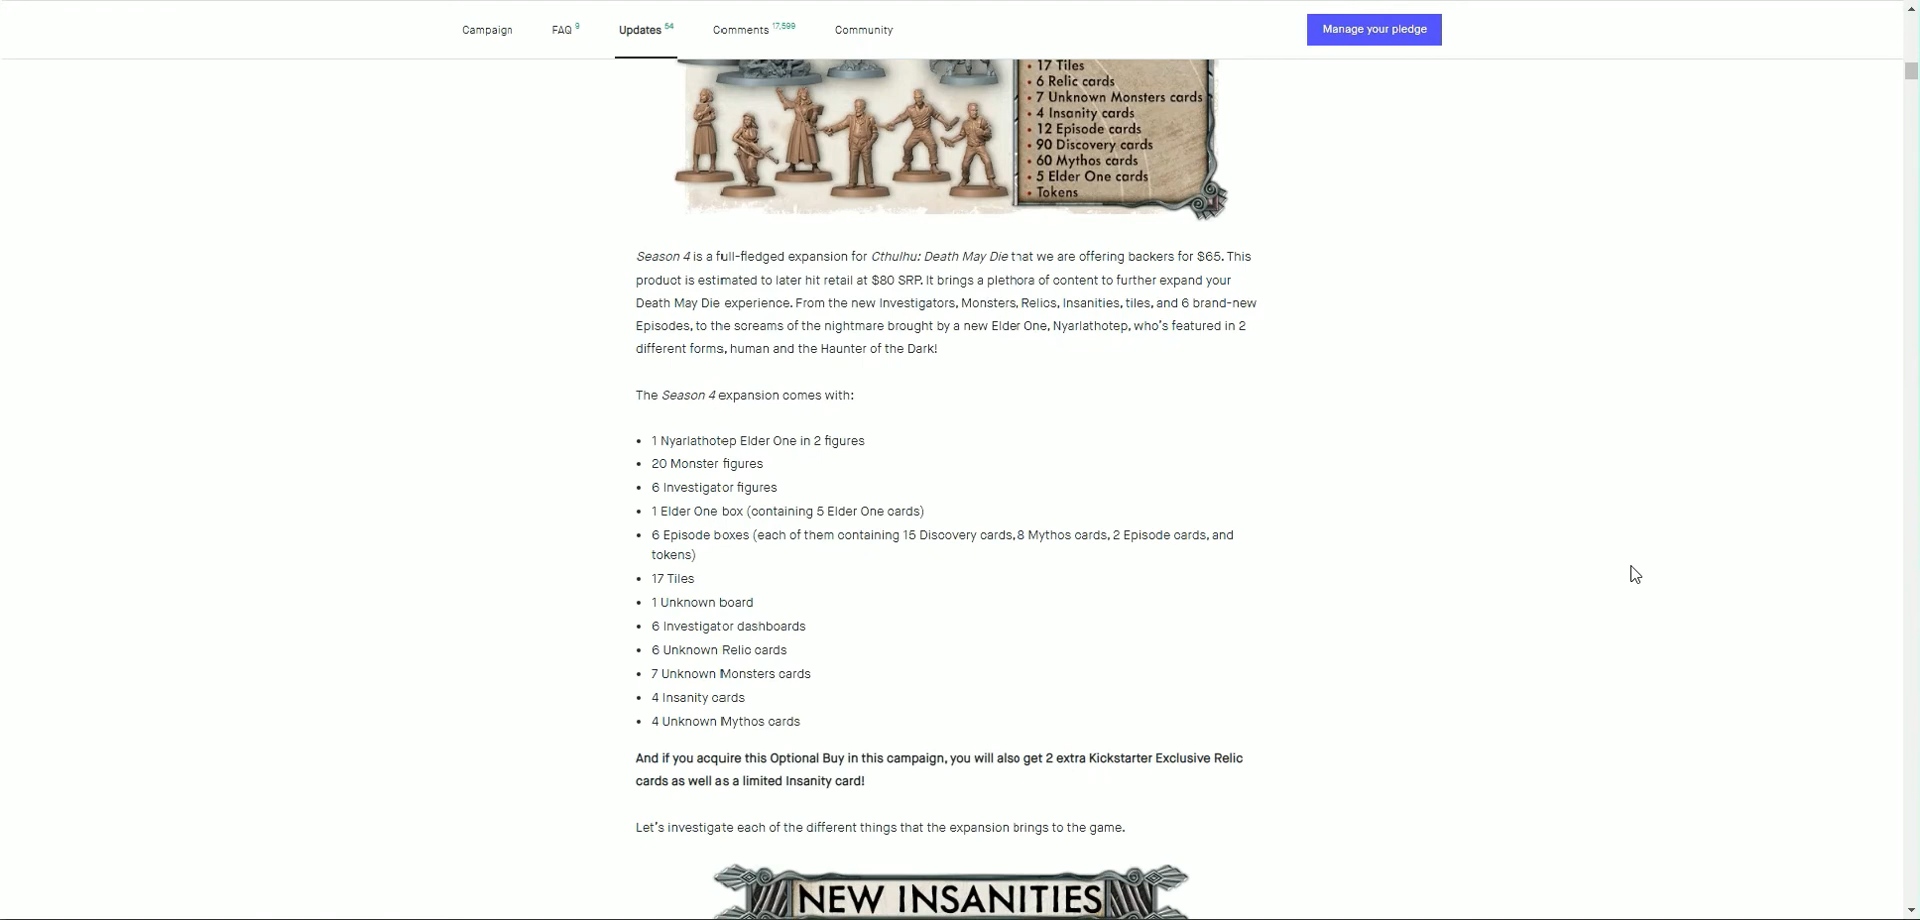 Campaign FAQ 9 Updates 54 Comments 17,599 Community Manage your pledge
• 17 Tiles
• 6 Relic cards
• 7 Unknown Monsters cards
• 4 Insanity cards
• 12 Episode cards
• 90 Discovery cards
• 60 Mythos cards
• 5 Elder One cards
• Tokens
Season 4 is a full-fledged expansion for Cthulhu: Death May Die that we are offering backers for $65. This
product is estimated to later hit retail at $80 SRP. It brings a plethora of content to further expand your
Death May Die experience. From the new Investigators, Monsters, Relics, Insanities, tiles, and 6 brand-new
Episodes, to the screams of the nightmare brought by a new Elder One, Nyarlathotep, who's featured in 2
different forms, human and the Haunter of the Dark!
The Season 4 expansion comes with:
• 1 Nyarlathotep Elder One in 2 figures
• 20 Monster figures
• 6 Investigator figures
• 1 Elder One box (containing 5 Elder One cards)
• 6 Episode boxes (each of them containing 15 Discovery cards, 8 Mythos cards, 2 Episode cards, and
tokens)
• 17 Tiles
• 1 Unknown board
• 6 Investigator dashboards
• 6 Unknown Relic cards
• 7 Unknown Monsters cards
• 4 Insanity cards
• 4 Unknown Mythos cards
And if you acquire this Optional Buy in this campaign, you will also get 2 extra Kickstarter Exclusive Relic
cards as well as a limited Insanity card!
Let's investigate each of the different things that the expansion brings to the game.
NEW INSANITIES